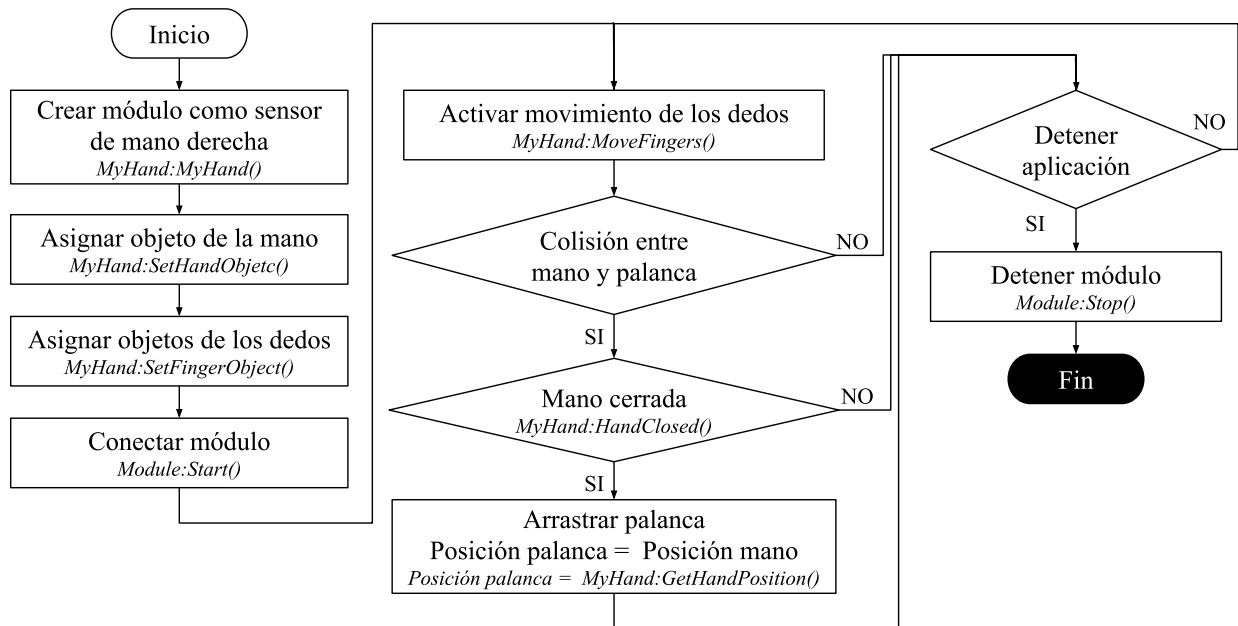 Inicio
Crear módulo como sensor
de mano derecha
MyHand:MyHand()
Asignar objeto de la mano
MyHand:SetHandObjetc()
Asignar objetos de los dedos
MyHand:SetFingerObject()
Conectar módulo
Module:Start()
Activar movimiento de los dedos
MyHand:MoveFingers()
Colisión entre
mano y palanca
NO
SI
Mano cerrada
MyHand:HandClosed()
NO
SI
Arrastrar palanca
Posición palanca = Posición mano
Posición palanca = MyHand:GetHandPosition()
Detener
aplicación
NO
SI
Detener módulo
Module:Stop()
Fin